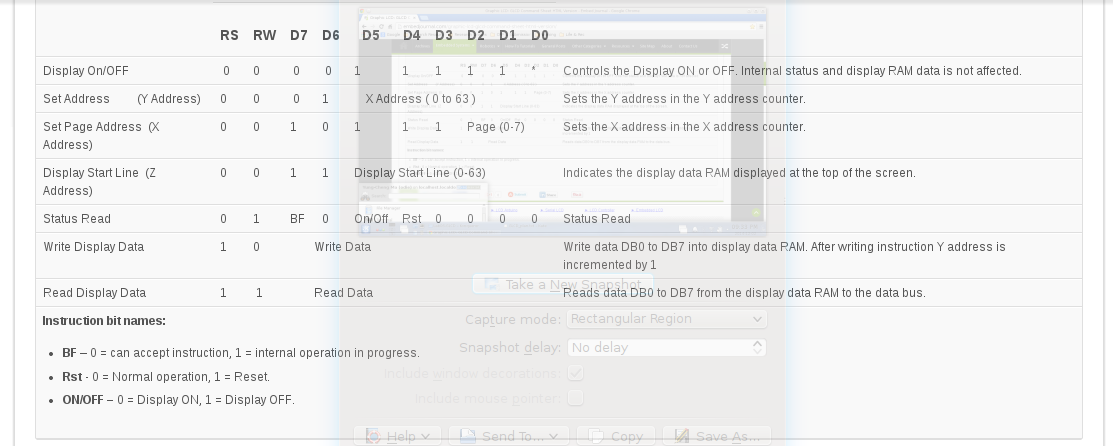 RS RW D7 D6 D5 D4 D3 D2 D1 D0
Display On/OFF 0 0 0 0 1 1 1 1 1 * Controls the Display ON or OFF. Internal status and display RAM data is not affected.
Set Address (Y Address) 0 0 0 1 X Address ( 0 to 63 ) Sets the Y address in the Y address counter.
Set Page Address (X 0 0 1 0 1 1 1 Page (0-7) Sets the X address in the X address counter.
Address)
Display Start Line (Z 0 0 1 1 Display Start Line (0-63) Indicates the display data RAM displayed at the top of the screen.
Address)
Status Read 0 1 BF 0 On/Off Rst 0 0 0 0 Status Read
Write Display Data 1 0 Write Data Write data DB0 to DB7 into display data RAM. After writing instruction Y address is
incremented by 1
Take a New Snapshot
Read Display Data 1 1 Read Data Reads data DB0 to DB7 from the display data RAM to the data bus.
Instruction bit names:
Capture mode: Rectangular Region
Snapshot delay: No delay
• BF – 0 = can accept instruction, 1 = internal operation in progress.
Include window decorations:
• Rst - 0 = Normal operation, 1 = Reset.
Include mouse pointer:
• ON/OFF – 0 = Display ON, 1 = Display OFF.
Help Send To... Copy Save As...